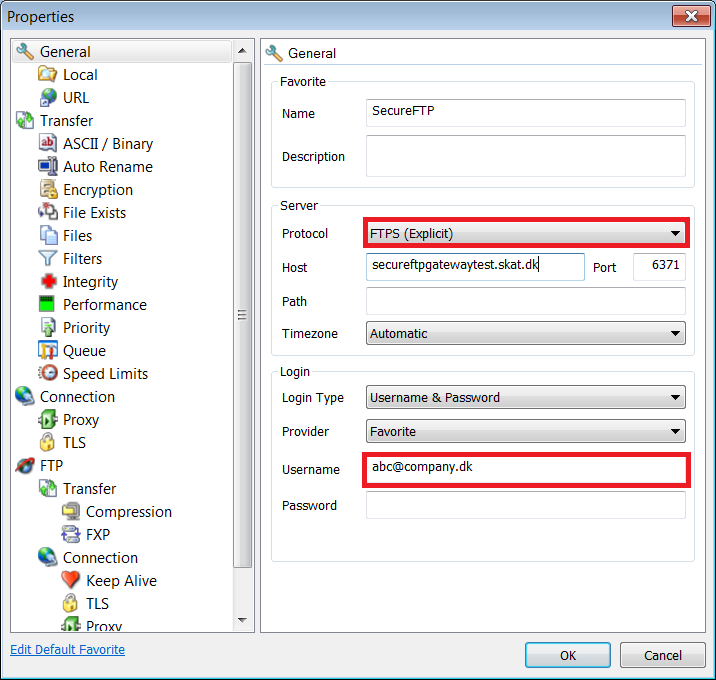 Properties
General
Local
URL
Transfer
ASCII / Binary
Auto Rename
Encryption
File Exists
Files
Filters
Integrity
Performance
Priority
Queue
Speed Limits
Connection
Proxy
TLS
FTP
Transfer
Compression
FXP
Connection
Keep Alive
TLS
Proxy
Edit Default Favorite
General
Favorite
Name SecureFTP
Description
Server
Protocol FTPS (Explicit)
Host secureftpgatewaytest.skat.dk Port 6371
Path
Timezone Automatic
Login
Login Type Username & Password
Provider Favorite
Username abc@company.dk
Password
OK Cancel